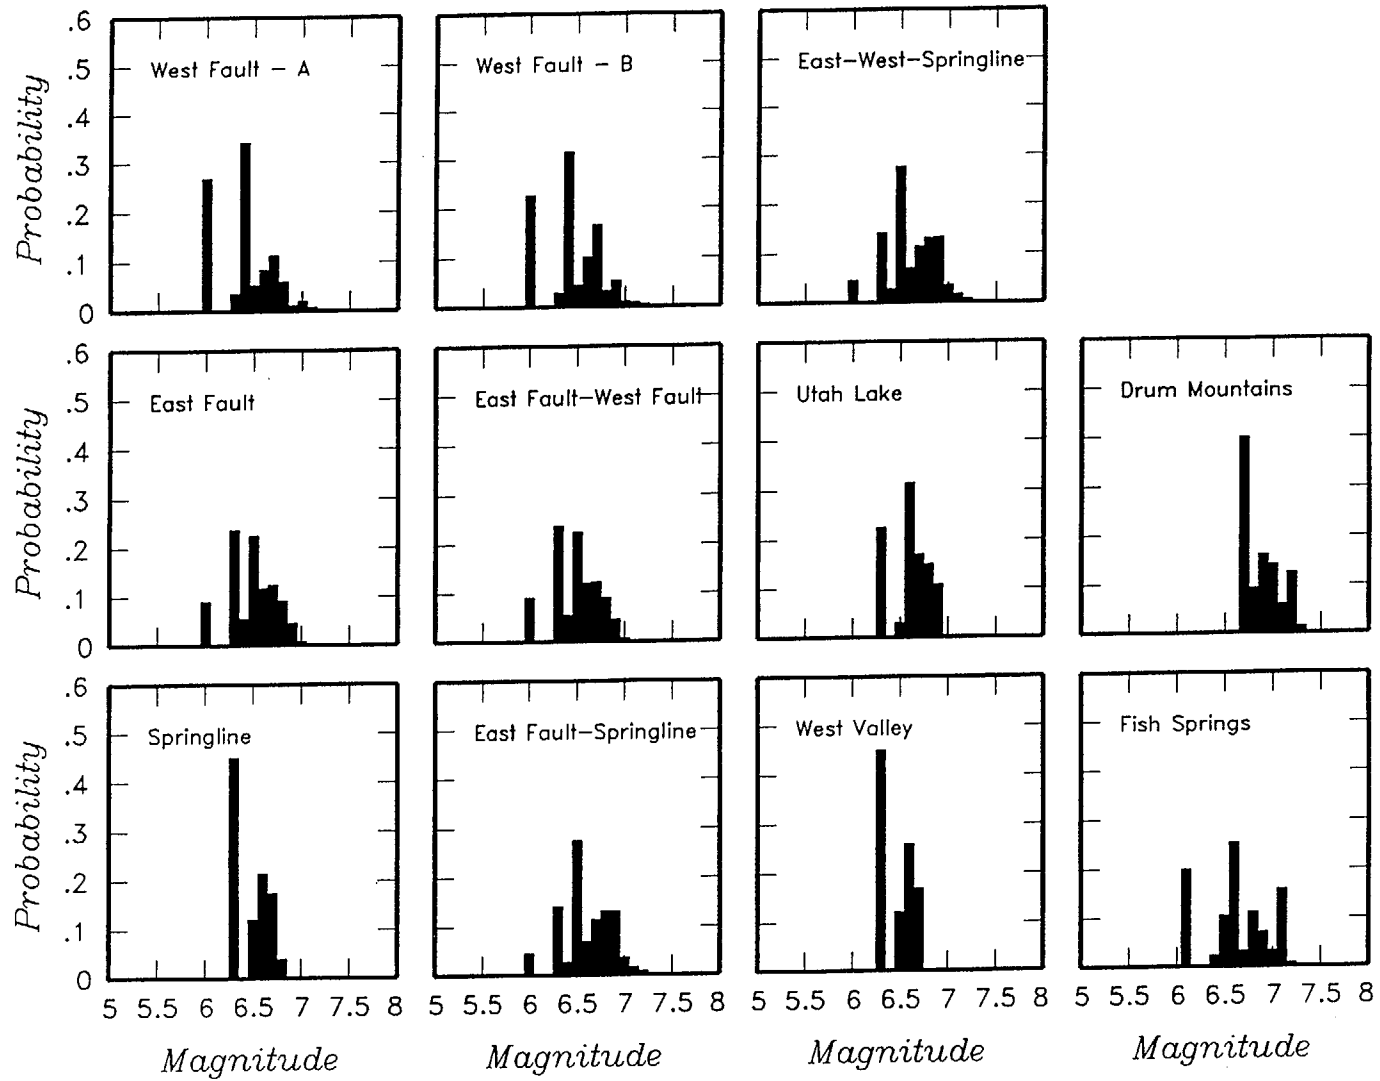 .6
.5
.4
.3
.2
.1
0
Probability
West Fault - A
West Fault - B
East-West-Springline
.6
.5
.4
.3
.2
.1
0
Probability
East Fault
East Fault-West Fault
Utah Lake
Drum Mountains
.6
.5
.4
.3
.2
.1
0
Probability
Springline
East Fault-Springline
West Valley
Fish Springs
5 5.5 6 6.5 7 7.5 8
5 5.5 6 6.5 7 7.5 8
5 5.5 6 6.5 7 7.5 8
5 5.5 6 6.5 7 7.5 8
Magnitude
Magnitude
Magnitude
Magnitude